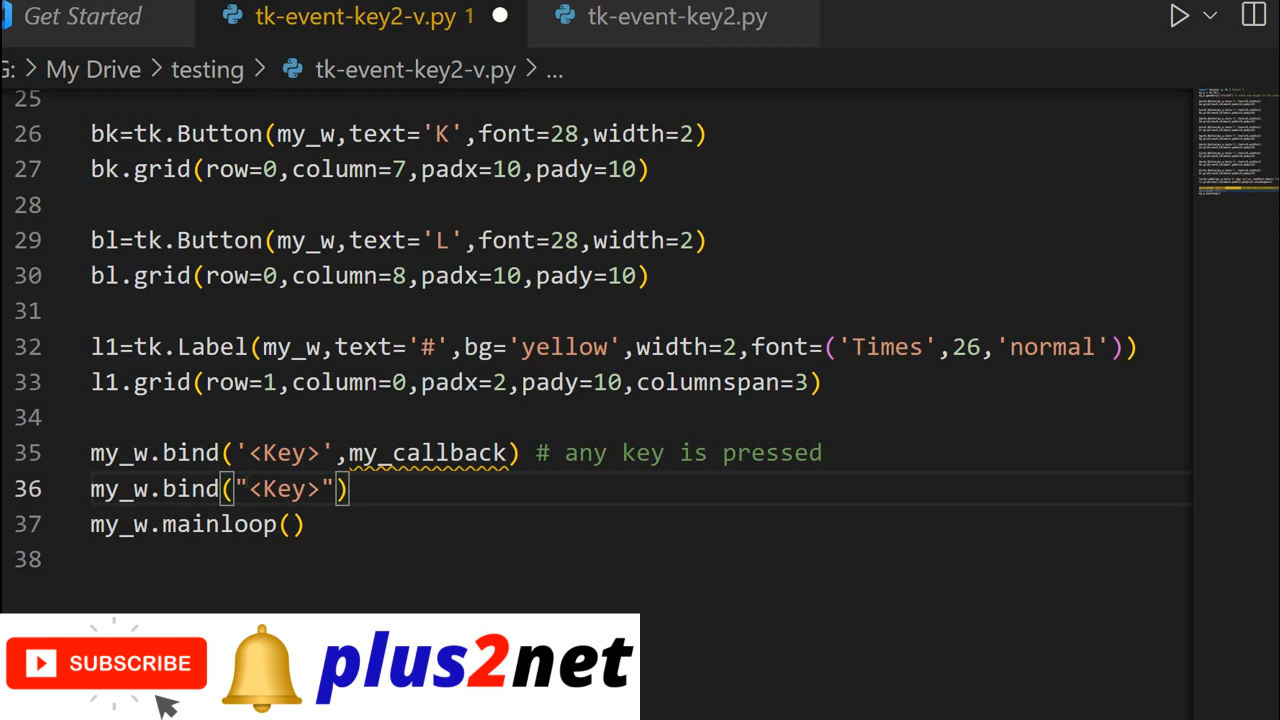 Get Started
tk-event-key2-v.py 1
tk-event-key2.py
G: > My Drive > testing > tk-event-key2-v.py > ...
25
26 bk=tk.Button(my_w,text='K',font=28,width=2)
27 bk.grid(row=0,column=7,padx=10,pady=10)
28
29 bl=tk.Button(my_w,text='L',font=28,width=2)
30 bl.grid(row=0,column=8,padx=10,pady=10)
31
32 l1=tk.Label(my_w,text='#',bg='yellow',width=2,font=('Times',26,'normal'))
33 l1.grid(row=1,column=0,padx=2,pady=10,columnspan=3)
34
35 my_w.bind('<Key>',my_callback) # any key is pressed
36 my_w.bind("<Key>")
37 my_w.mainloop()
38
SUBSCRIBE
plus2net